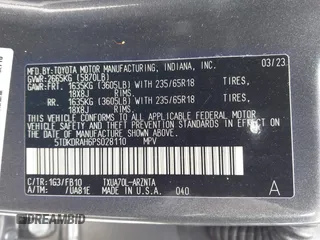 MFD.BY:TOYOTA MOTOR MANUFACTURING, INDIANA, INC. 03/23
GVWR:2665KG (5870LB)
GAWR:FRT. 1635KG (3605LB) WITH 235/65R18 TIRES,
18X8J RIMS.
RR. 1635KG (3605LB) WITH 235/65R18 TIRES,
18X8J RIMS
THIS VEHICLE CONFORMS TO ALL APPLICABLE FEDERAL
MOTOR VEHICLE SAFETY AND THEFT PREVENTION STANDARDS
IN EFFECT ON THE DATE OF MANUFACTURE SHOWN ABOVE.
5TDKDRAH6PS028110 MPV
C/TR:1G3/FB10 TXUA70L-ARZNTA
A/TM: /UA81E MADE IN U.S.A. 040 A
AUTOBIDMASTER